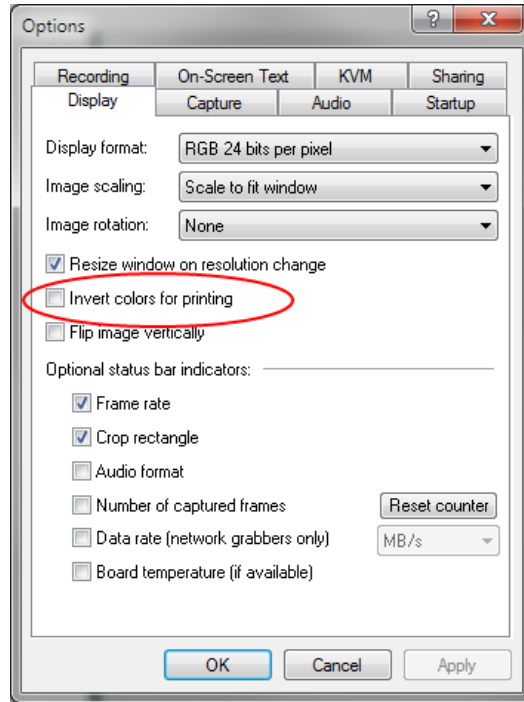 Options
Recording On-Screen Text KVM Sharing
Display Capture Audio Startup
Display format: RGB 24 bits per pixel
Image scaling: Scale to fit window
Image rotation: None
Resize window on resolution change
Invert colors for printing
Flip image vertically
Optional status bar indicators:
Frame rate
Crop rectangle
Audio format
Number of captured frames Reset counter
Data rate (network grabbers only) MB/s
Board temperature (if available)
OK Cancel Apply